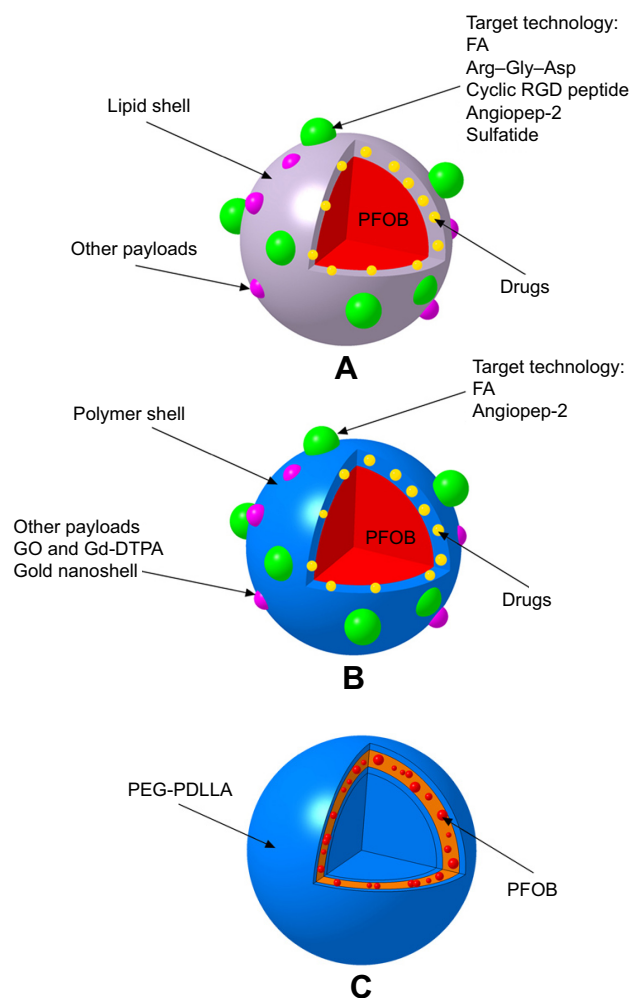 Target technology:
FA
Arg–Gly–Asp
Cyclic RGD peptide
Angiopep-2
Sulfatide
Lipid shell
PFOB
Other payloads
Drugs
A
Target technology:
FA
Angiopep-2
Polymer shell
PFOB
Other payloads
GO and Gd-DTPA
Gold nanoshell
Drugs
B
PEG-PDLLA
PFOB
C